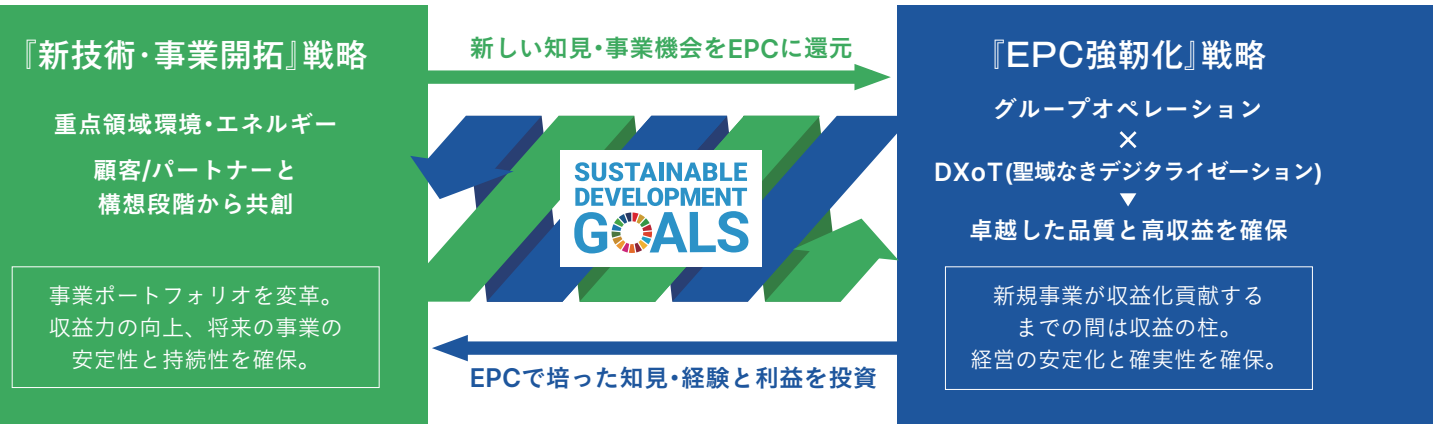 『新技術・事業開拓』戦略
重点領域環境・エネルギー
顧客/パートナーと
構想段階から共創
事業ポートフォリオを変革。
収益力の向上、将来の事業の
安定性と持続性を確保。
新しい知見・事業機会をEPCに還元
SUSTAINABLE
DEVELOPMENT
GOALS
EPCで培った知見・経験と利益を投資
『EPC強靭化』戦略
グループオペレーション
×
DXoT(聖域なきデジタライゼーション)
▼
卓越した品質と高収益を確保
新規事業が収益化貢献する
までの間は収益の柱。
経営の安定化と確実性を確保。